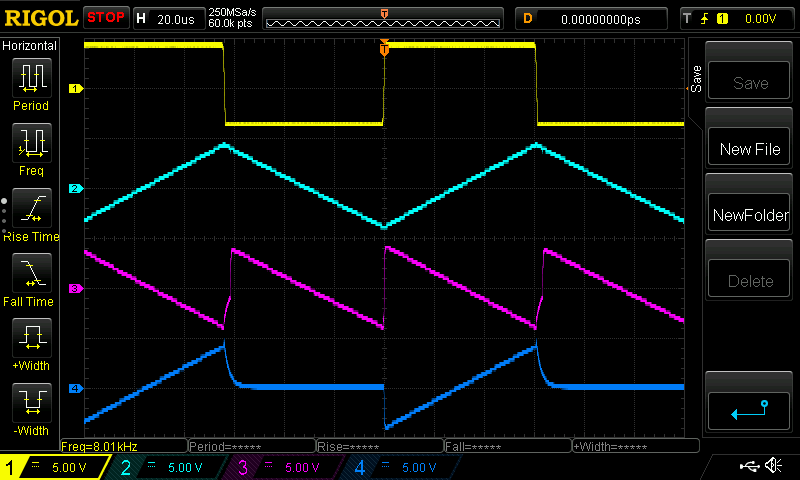 RIGOL STOP H 20.0us 250MSa/s 60.0k pts T D 0.00000000ps T 1 0.00V
Horizontal
Period
Freq
Rise Time
Fall Time
+Width
-Width
T
1
2
3
4
Save
Save
New File
NewFolder
Delete
Freq=8.01kHz Period=***** Rise=***** Fall=***** +Width=*****
1 5.00 V 2 5.00 V 3 5.00 V 4 5.00 V